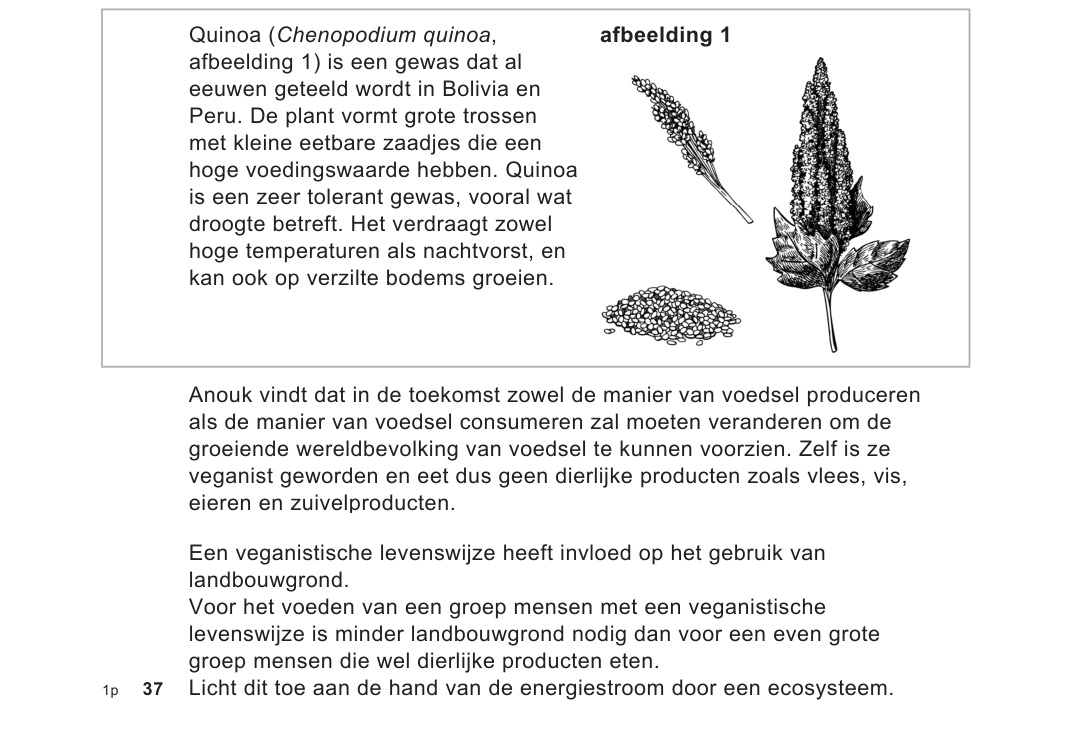 Quinoa (Chenopodium quinoa,
afbeelding 1) is een gewas dat al
eeuwen geteeld wordt in Bolivia en
Peru. De plant vormt grote trossen
met kleine eetbare zaadjes die een
hoge voedingswaarde hebben. Quinoa
is een zeer tolerant gewas, vooral wat
droogte betreft. Het verdraagt zowel
hoge temperaturen als nachtvorst, en
kan ook op verzilte bodems groeien.
afbeelding 1
Anouk vindt dat in de toekomst zowel de manier van voedsel produceren
als de manier van voedsel consumeren zal moeten veranderen om de
groeiende wereldbevolking van voedsel te kunnen voorzien. Zelf is ze
veganist geworden en eet dus geen dierlijke producten zoals vlees, vis,
eieren en zuivelproducten.
Een veganistische levenswijze heeft invloed op het gebruik van
landbouwgrond.
Voor het voeden van een groep mensen met een veganistische
levenswijze is minder landbouwgrond nodig dan voor een even grote
groep mensen die wel dierlijke producten eten.
1p 37 Licht dit toe aan de hand van de energiestroom door een ecosysteem.